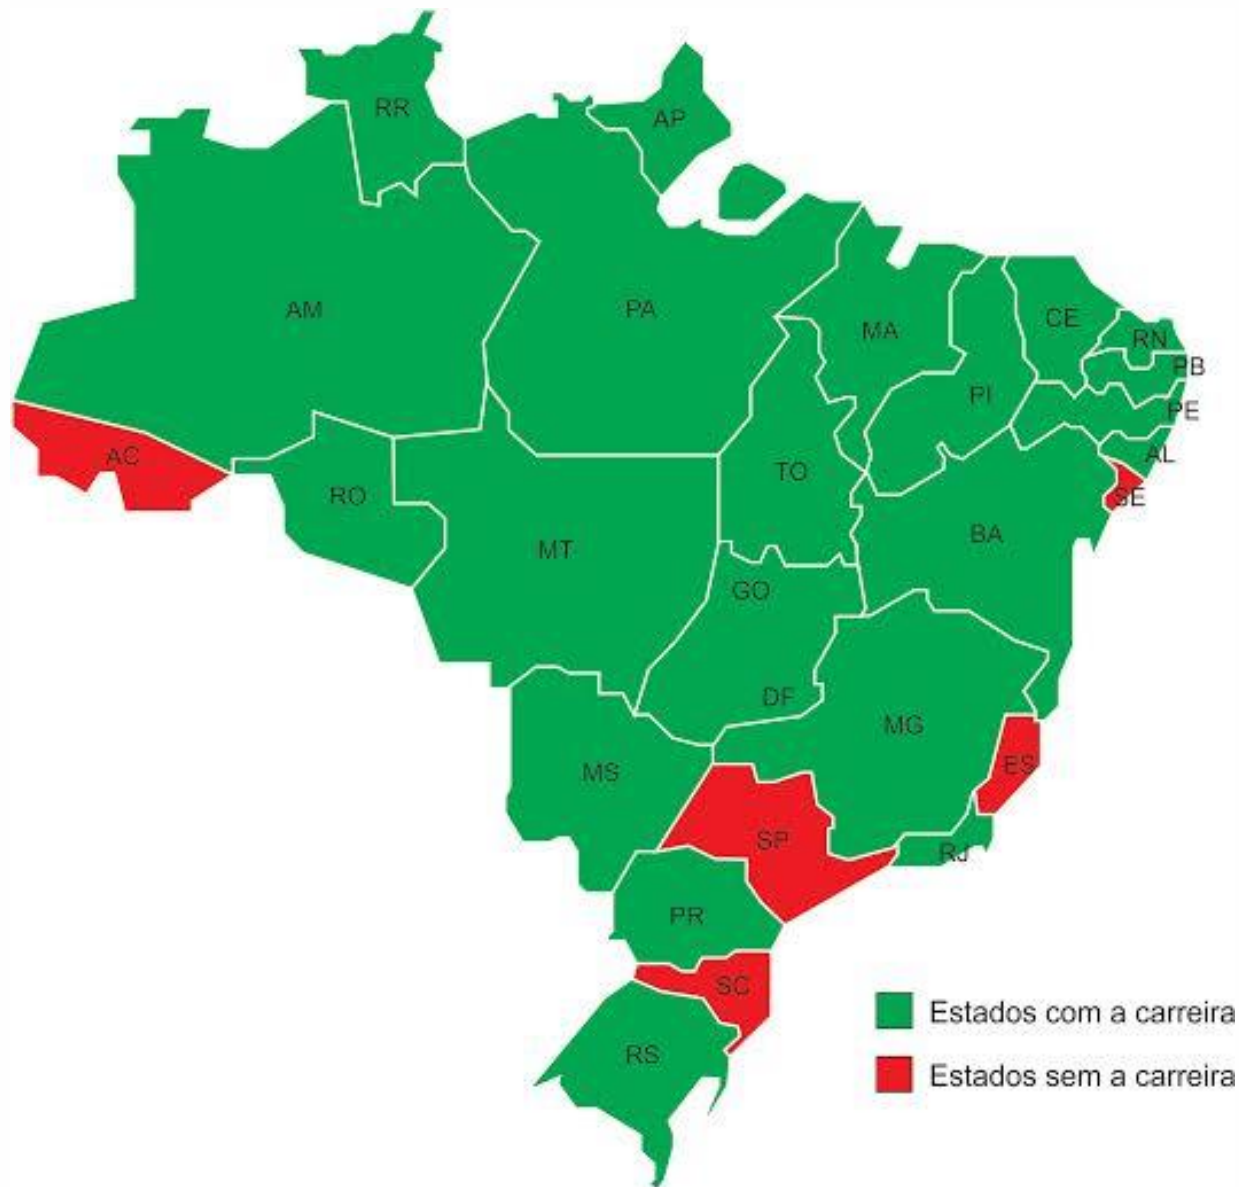 RR
AP
AM
PA
MA
CE
RN
PB
PI
PE
AL
AC
TO
SE
RO
BA
MT
GO
DF
MG
ES
MS
SP
RJ
PR
SC
RS
Estados com a carreira
Estados sem a carreira